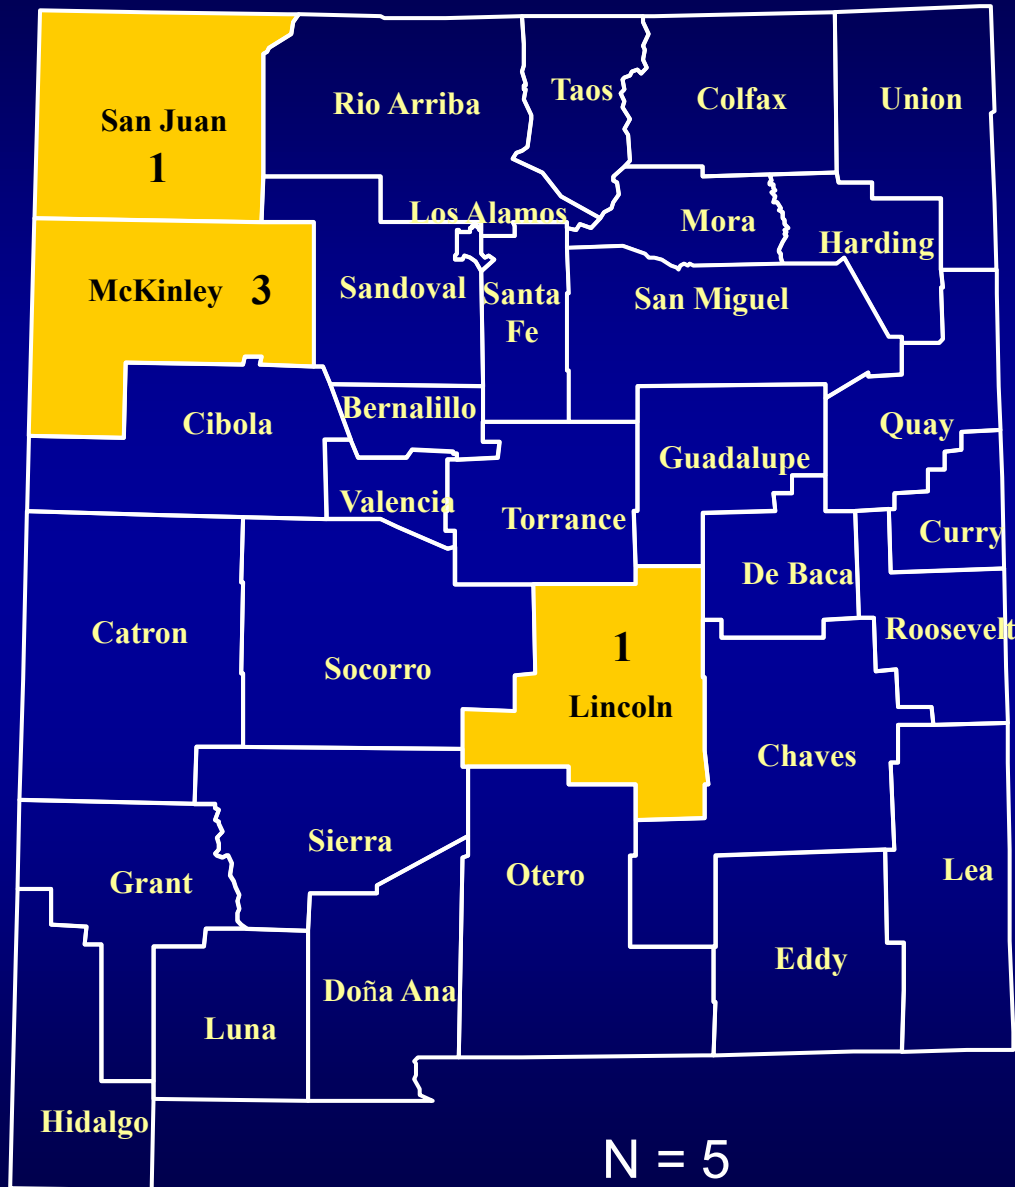 Taos
Colfax
Union
Rio Arriba
San Juan
1
Los Alamos
Mora
Harding
McKinley 3
Sandoval
Santa
Fe
San Miguel
Bernalillo
Cibola
Quay
Guadalupe
Valencia
Torrance
Curry
De Baca
Catron
Roosevelt
1
Socorro
Lincoln
Chaves
Sierra
Otero
Lea
Grant
Eddy
Doña Ana
Luna
Hidalgo
N = 5